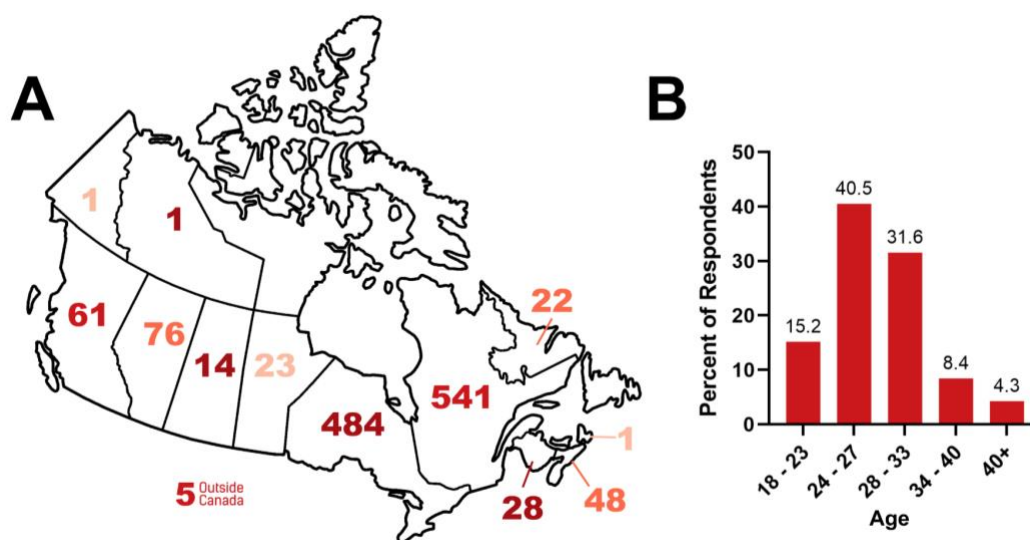 A
1
1
61
76
14
23
484
541
22
1
28
48
5 Outside
Canada
B
Percent of Respondents
50
40
30
20
10
0
15.2
40.5
31.6
8.4
4.3
18 - 23
24 - 27
28 - 33
34 - 40
40+
Age